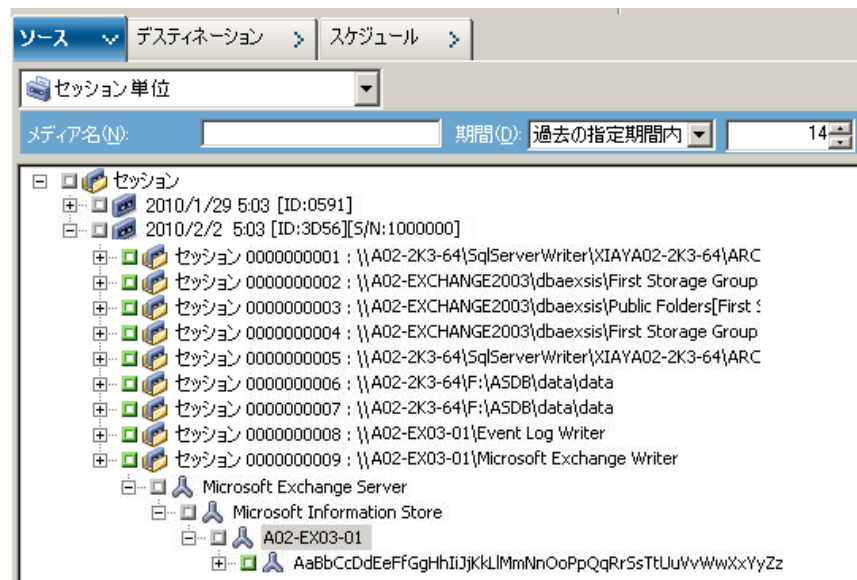 ソース デスティネーション スケジュール
セッション単位
メディア名(N): 期間(D): 過去の指定期間内 14
セッション
2010/1/29 5:03 [ID:0591]
2010/2/2 5:03 [ID:3D56][S/N:1000000]
セッション 0000000001 : \\A02-2K3-64\SqlServerWriter\XIAYA02-2K3-64\ARC
セッション 0000000002 : \\A02-EXCHANGE2003\dbaexsis\First Storage Group
セッション 0000000003 : \\A02-EXCHANGE2003\dbaexsis\Public Folders[First
セッション 0000000004 : \\A02-EXCHANGE2003\dbaexsis\First Storage Group
セッション 0000000005 : \\A02-2K3-64\SqlServerWriter\XIAYA02-2K3-64\ARC
セッション 0000000006 : \\A02-2K3-64\F:\ASDB\data\data
セッション 0000000007 : \\A02-2K3-64\F:\ASDB\data\data
セッション 0000000008 : \\A02-EX03-01\Event Log Writer
セッション 0000000009 : \\A02-EX03-01\Microsoft Exchange Writer
Microsoft Exchange Server
Microsoft Information Store
A02-EX03-01
AaBbCcDdEeFfGgHhIiJjKkLlMmNnOoPpQqRrSsTtUuVvWwXxYyZz